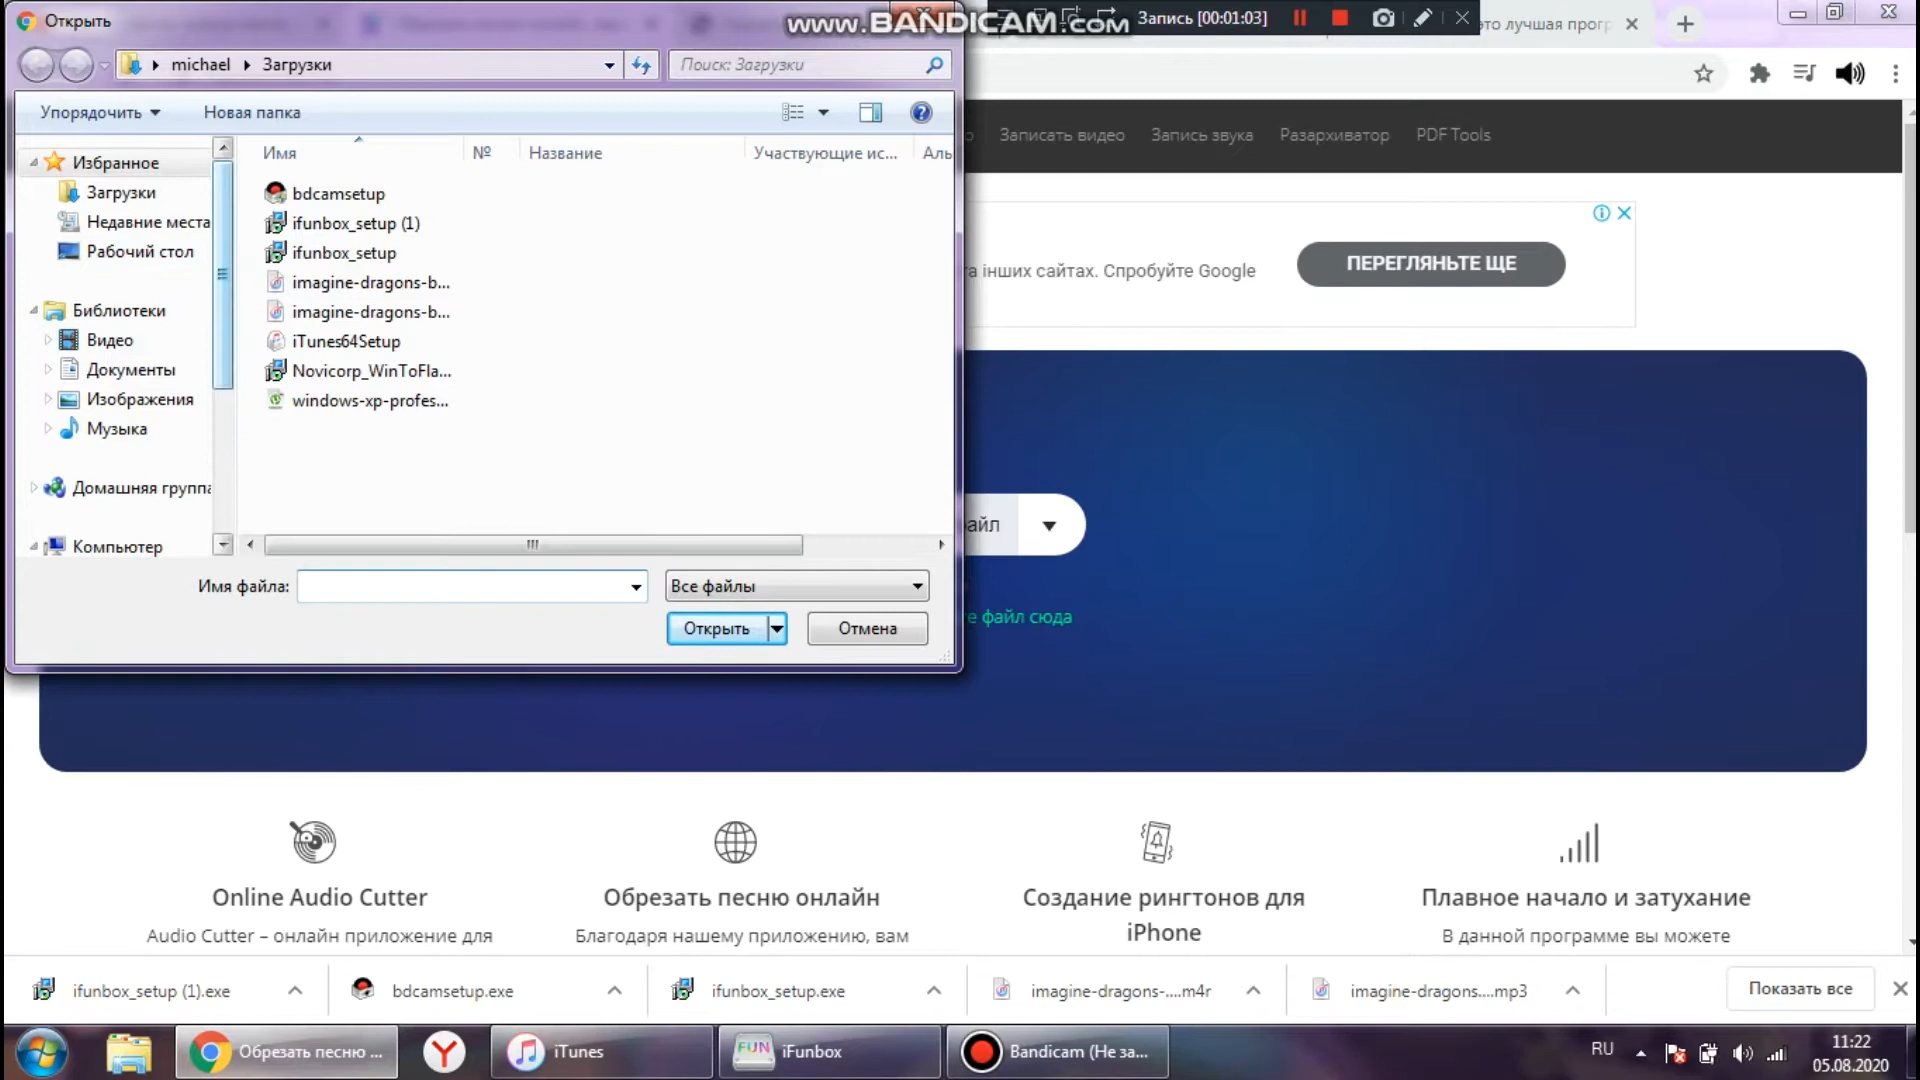 Открыть
www.BANDICAM.com
Запись [00:01:03]
это лучшая прогр
michael
Загрузки
Поиск: Загрузки
Упорядочить
Новая папка
Записать видео
Запись звука
Разархиватор
PDF Tools
Имя
№
Название
Участвующие ис...
Аль
Избранное
Загрузки
Недавние места
Рабочий стол
Библиотеки
Видео
Документы
Изображения
Музыка
Домашняя группа
Компьютер
bdcamsetup
ifunbox_setup (1)
ifunbox_setup
imagine-dragons-b...
imagine-dragons-b...
iTunes64Setup
Novicorp_WinToFla...
windows-xp-profes...
та інших сайтах. Спробуйте Google
ПЕРЕГЛЯНЬТЕ ЩЕ
Имя файла:
Все файлы
Открыть
Отмена
айл
те файл сюда
Online Audio Cutter
Audio Cutter – онлайн приложение для
Обрезать песню онлайн
Благодаря нашему приложению, вам
Создание рингтонов для
iPhone
Плавное начало и затухание
В данной программе вы можете
ifunbox_setup (1).exe
bdcamsetup.exe
ifunbox_setup.exe
imagine-dragons-....m4r
imagine-dragons....mp3
Показать все
Обрезать песню ...
iTunes
FUN
iFunbox
Bandicam (Не за...
RU
11:22
05.08.2020